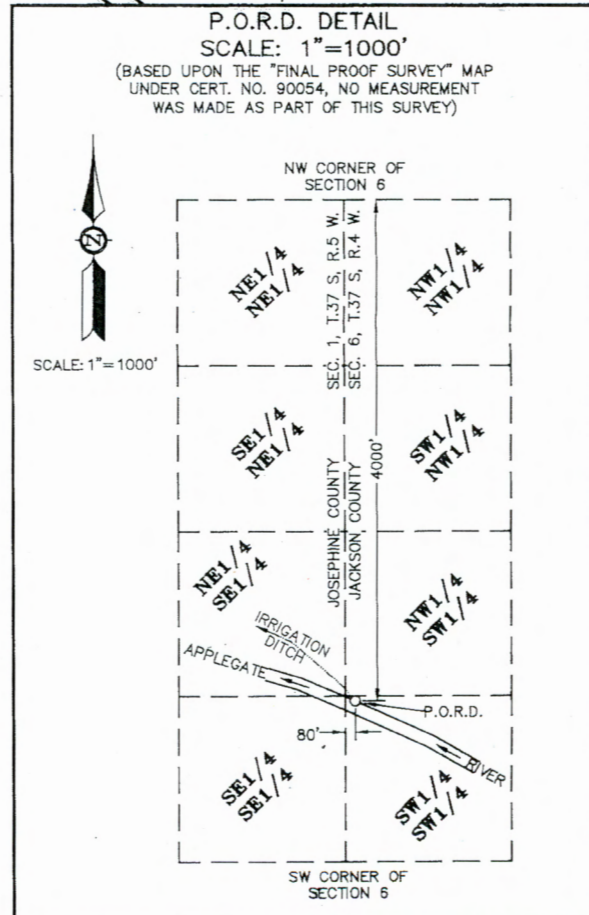 P.O.R.D. DETAIL
SCALE: 1"=1000'
(BASED UPON THE "FINAL PROOF SURVEY" MAP
UNDER CERT. NO. 90054, NO MEASUREMENT
WAS MADE AS PART OF THIS SURVEY)
NW CORNER OF
SECTION 6
N
SCALE: 1"=1000'
NE1/4
NE1/4
SEC. 1, T.37 S, R.5 W.
SEC. 6, T.37 S, R.4 W.
NW1/4
NW1/4
SE1/4
NE1/4
SW1/4
NW1/4
JOSEPHINE COUNTY
JACKSON COUNTY
4000'
NE1/4
SE1/4
NW1/4
SW1/4
IRRIGATION
DITCH
APPLEGATE
P.O.R.D.
80'
RIVER
SE1/4
SE1/4
SW1/4
SW1/4
SW CORNER OF
SECTION 6